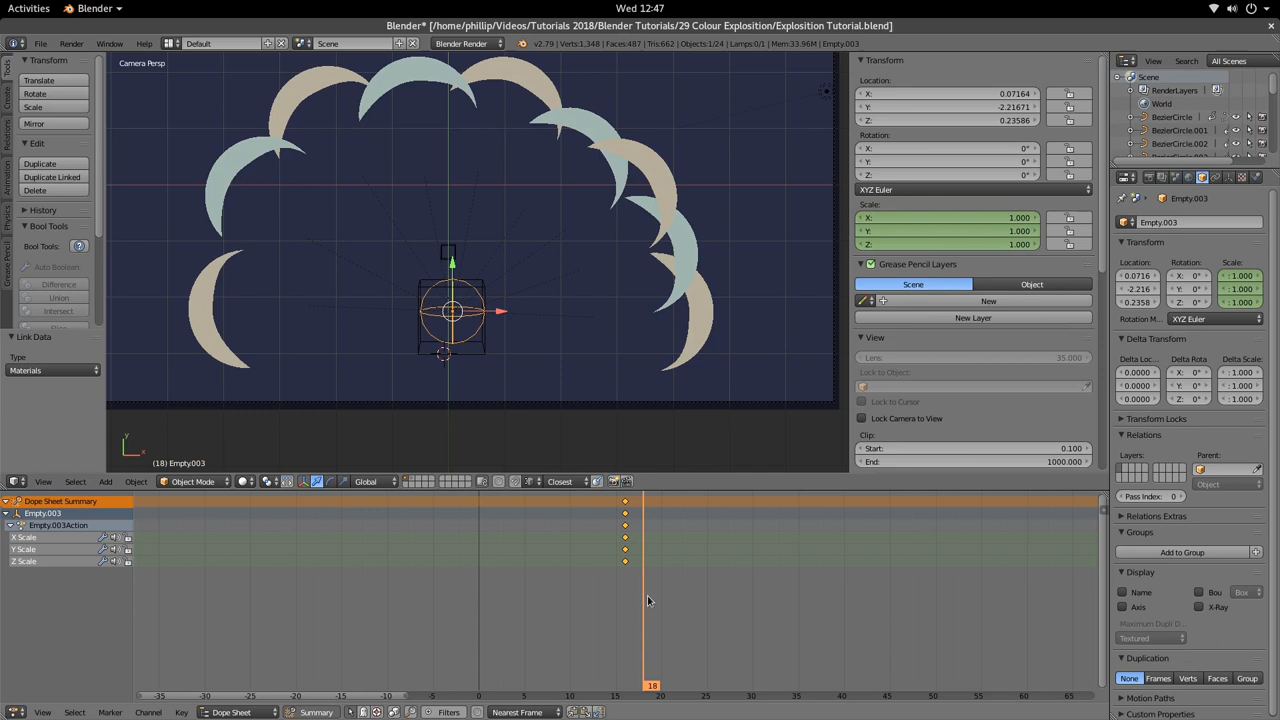 Activities Blender Wed 12:47
Blender* [/home/phillip/Videos/Tutorials 2018/Blender Tutorials/29 Colour Explosition/Explosition Tutorial.blend]
File Render Window Help Default Scene Blender Render v2.79 | Verts:1,348 | Faces:487 | Tris:662 | Objects:1/24 | Lamps:0/1 | Mem:33.96M | Empty.003
Tools
Create
Relations
Animation
Physics
Grease Pencil
Transform
Translate
Rotate
Scale
Mirror
Edit
Duplicate
Duplicate Linked
Delete
History
Bool Tools
Bool Tools:
Auto Boolean:
Difference
Union
Intersect
Link Data
Type
Materials
Camera Persp
y
x
(18) Empty.003
Transform
Location:
X: 0.07164
Y: -2.21671
Z: 0.23586
Rotation:
X: 0°
Y: 0°
Z: 0°
XYZ Euler
Scale:
X: 1.000
Y: 1.000
Z: 1.000
Grease Pencil Layers
Scene Object
New
New Layer
View
Lens: 35.000
Lock to Object:
Lock to Cursor
Lock Camera to View
Clip:
Start: 0.100
End: 1000.000
View Search All Scenes
Scene
RenderLayers
World
BezierCircle
BezierCircle.001
BezierCircle.002
Empty.003
Empty.003
Transform
Location: Rotation: Scale:
0.0716 X: 0° : 1.000
-2.216 Y: 0° : 1.000
0.2358 Z: 0° : 1.000
Rotation M... XYZ Euler
Delta Transform
Delta Loc... Delta Rota Delta Scale:
0.0000 X: 0° : 1.000
0.0000 Y: 0° : 1.000
0.0000 Z: 0° : 1.000
Transform Locks
Relations
Layers: Parent:
Object
Pass Index: 0
Relations Extras
Groups
Add to Group
Display
Name Bou Box
Axis X-Ray
Maximum Dupli D...
Textured
Duplication
None Frames Verts Faces Group
Motion Paths
Custom Properties
View Select Add Object Object Mode Global Closest
Dope Sheet Summary
Empty.003
Empty.003Action
X Scale
Y Scale
Z Scale
18
-35 -30 -25 -20 -15 -10 -5 0 5 10 15 20 25 30 35 40 45 50 55 60 65
View Select Marker Channel Key Dope Sheet Summary Filters Nearest Frame